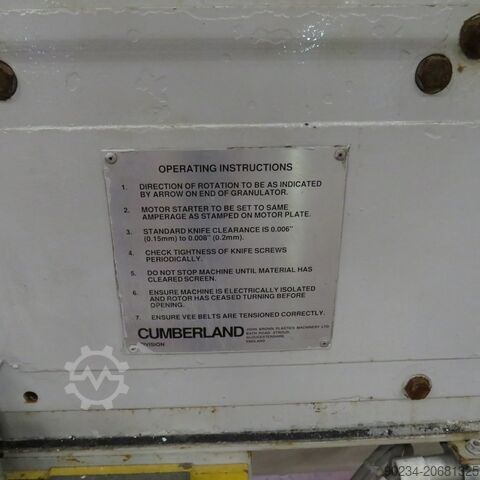 OPERATING INSTRUCTIONS
1. DIRECTION OF ROTATION TO BE AS INDICATED
BY ARROW ON END OF GRANULATOR.
2. MOTOR STARTER TO BE SET TO SAME
AMPERAGE AS STAMPED ON MOTOR PLATE.
3. STANDARD KNIFE CLEARANCE IS 0.006"
(0.15mm) to 0.008" (0.2mm).
4. CHECK TIGHTNESS OF KNIFE SCREWS
PERIODICALLY.
5. DO NOT STOP MACHINE UNTIL MATERIAL HAS
CLEARED SCREEN.
6. ENSURE MACHINE IS ELECTRICALLY ISOLATED
AND ROTOR HAS CEASED TURNING BEFORE
OPENING.
7. ENSURE VEE BELTS ARE TENSIONED CORRECTLY.
CUMBERLAND
DIVISION
JOHN BROWN PLASTICS MACHINERY LTD
BATH ROAD STROUD,
GLOUCESTERSHIRE,
ENGLAND
90234-20681325